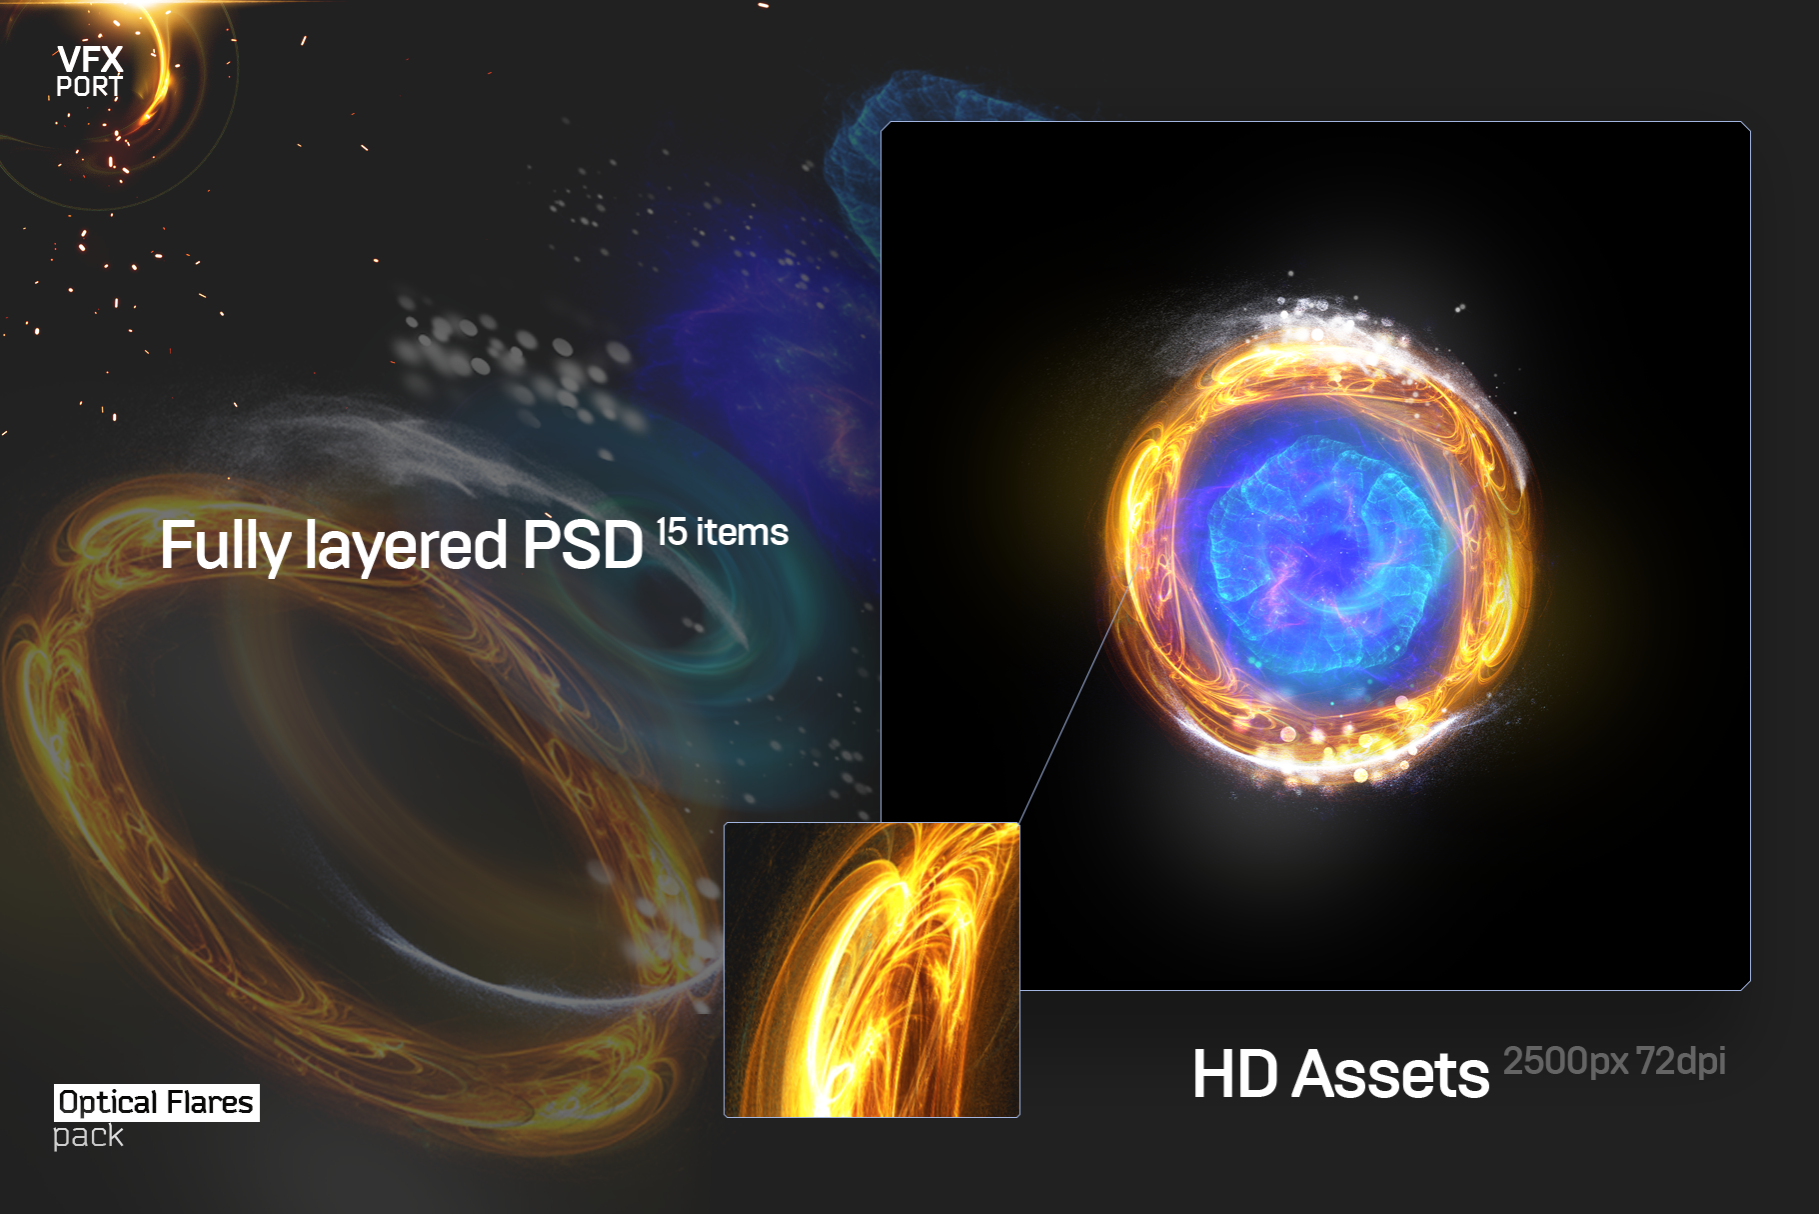 VFX
PORT
Fully layered PSD 15 items
HD Assets 2500px 72dpi
Optical Flares
pack